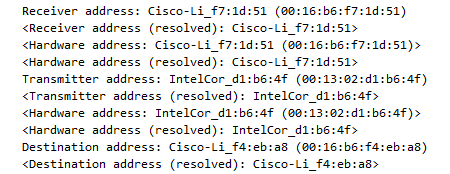 Receiver address: Cisco-Li_f7:1d:51 (00:16:b6:f7:1d:51)
<Receiver address (resolved): Cisco-Li_f7:1d:51>
<Hardware address: Cisco-Li_f7:1d:51 (00:16:b6:f7:1d:51)>
<Hardware address (resolved): Cisco-Li_f7:1d:51>
Transmitter address: IntelCor_d1:b6:4f (00:13:02:d1:b6:4f)
<Transmitter address (resolved): IntelCor_d1:b6:4f>
<Hardware address: IntelCor_d1:b6:4f (00:13:02:d1:b6:4f)>
<Hardware address (resolved): IntelCor_d1:b6:4f>
Destination address: Cisco-Li_f4:eb:a8 (00:16:b6:f4:eb:a8)
<Destination address (resolved): Cisco-Li_f4:eb:a8>